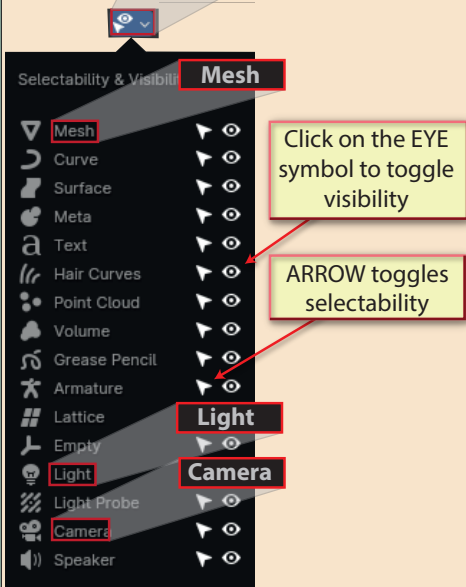 Selectability & Visibili
Mesh
Mesh
Curve
Surface
Meta
a Text
Hair Curves
Point Cloud
Volume
Grease Pencil
Armature
Lattice
Light
Empty
Light
Camera
Light Probe
Camera
Speaker
Click on the EYE
symbol to toggle
visibility
ARROW toggles
selectability